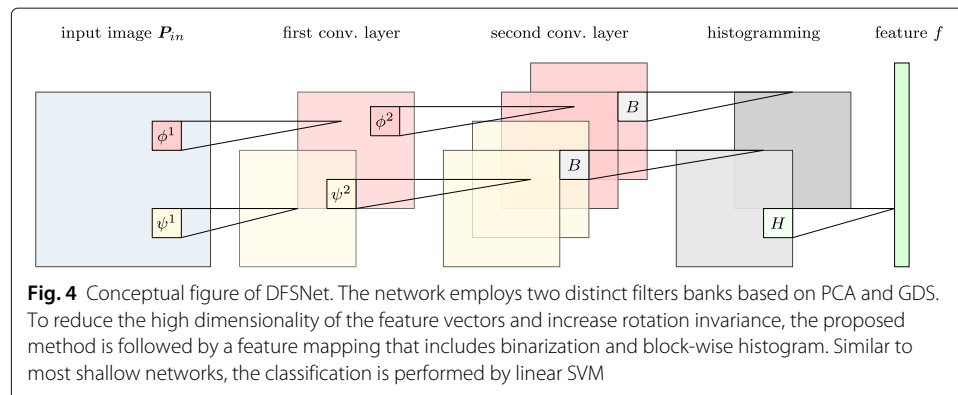 input image P_in first conv. layer second conv. layer histogramming feature f
ϕ¹ ϕ² B
ψ¹ ψ² B H
Fig. 4 Conceptual figure of DFSNet. The network employs two distinct filters banks based on PCA and GDS.
To reduce the high dimensionality of the feature vectors and increase rotation invariance, the proposed
method is followed by a feature mapping that includes binarization and block-wise histogram. Similar to
most shallow networks, the classification is performed by linear SVM